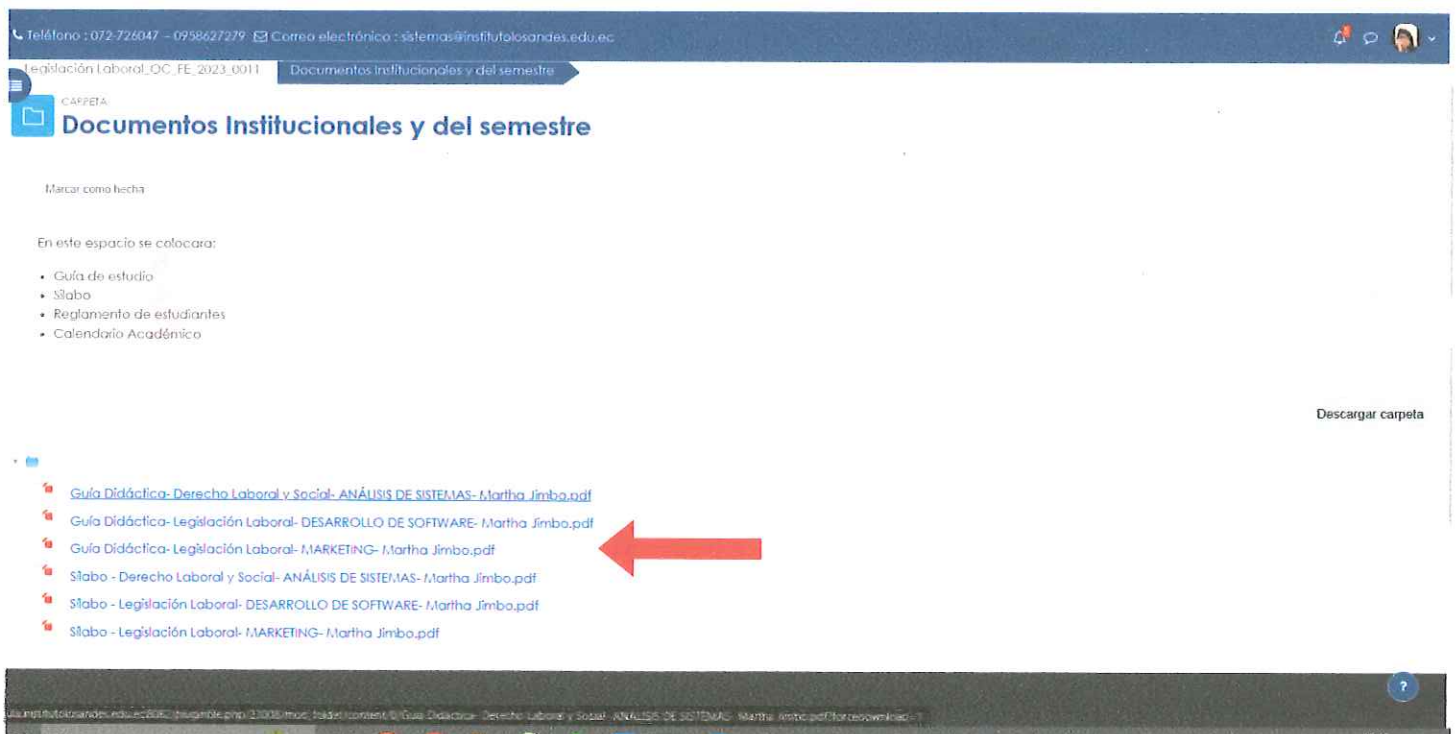 Teléfono : 072-726047 – 0958627279 Correo electrónico : sistemas@institutolosandes.edu.ec
Legislación Laboral_OC_FE_2023_0011 Documentos Institucionales y del semestre
CARPETA
Documentos Institucionales y del semestre
Marcar como hecha
En este espacio se colocara:
• Guía de estudio
• Sílabo
• Reglamento de estudiantes
• Calendario Académico
Descargar carpeta
Guía Didáctica- Derecho Laboral y Social- ANÁLISIS DE SISTEMAS- Martha Jimbo.pdf
Guía Didáctica- Legislación Laboral- DESARROLLO DE SOFTWARE- Martha Jimbo.pdf
Guía Didáctica- Legislación Laboral- MARKETING- Martha Jimbo.pdf
Sílabo - Derecho Laboral y Social- ANÁLISIS DE SISTEMAS- Martha Jimbo.pdf
Sílabo - Legislación Laboral- DESARROLLO DE SOFTWARE- Martha Jimbo.pdf
Sílabo - Legislación Laboral- MARKETING- Martha Jimbo.pdf
?